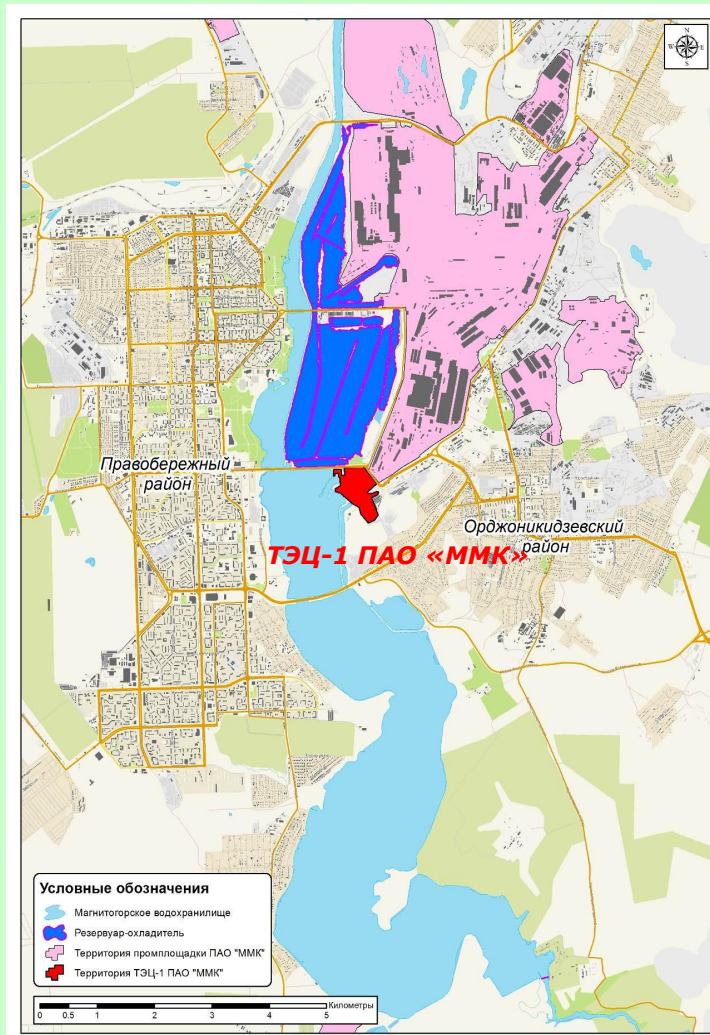 N
W E
S
Правобережный
район
Орджоникидзевский
район
ТЭЦ-1 ПАО «ММК»
Условные обозначения
Магнитогорское водохранилище
Резервуар-охладитель
Территория промплощадки ПАО "ММК"
Территория ТЭЦ-1 ПАО "ММК"
Километры
0 0.5 1 2 3 4 5